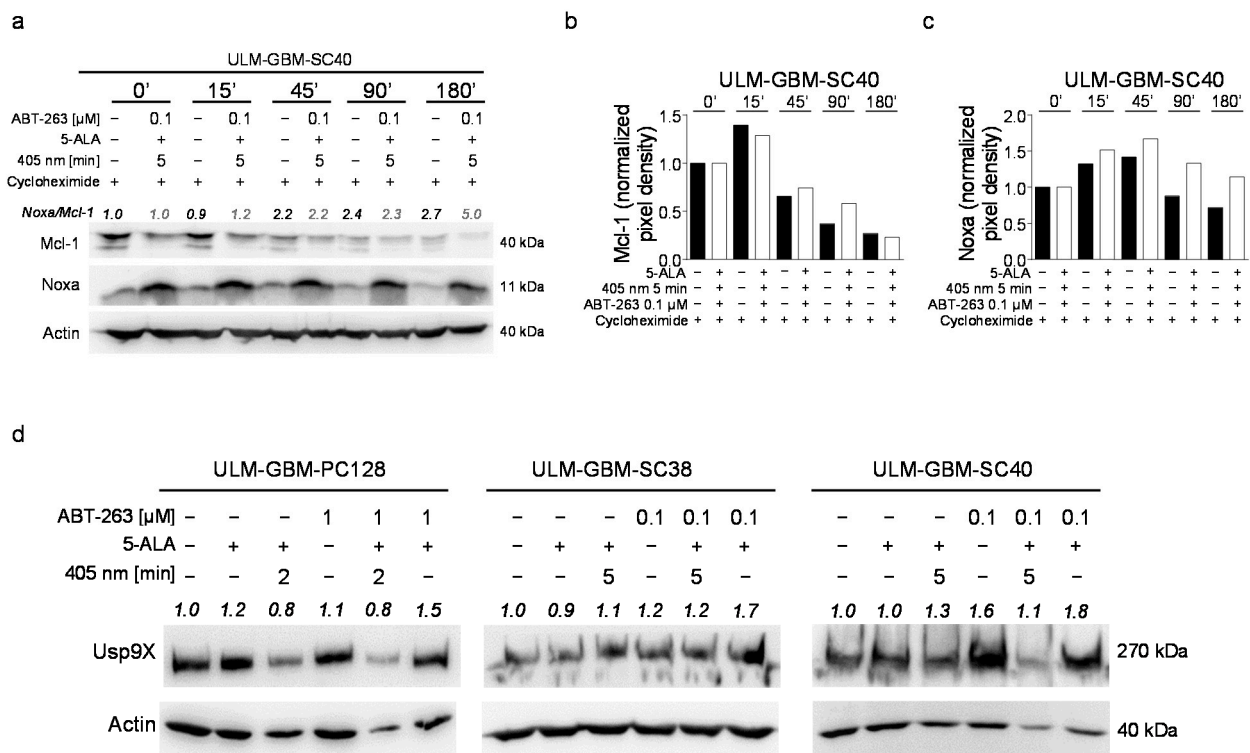 a
ULM-GBM-SC40
0' 15' 45' 90' 180'
ABT-263 [µM] – 0.1 – 0.1 – 0.1 – 0.1 – 0.1
5-ALA – + – + – + – + – +
405 nm [min] – 5 – 5 – 5 – 5 – 5
Cycloheximide + + + + + + + + + +
Noxa/Mcl-1 1.0 1.0 0.9 1.2 2.2 2.2 2.4 2.3 2.7 5.0
Mcl-1 40 kDa
Noxa 11 kDa
Actin 40 kDa
b
ULM-GBM-SC40
0' 15' 45' 90' 180'
Mcl-1 (normalized
pixel density)
1.5
1.0
0.5
0.0
5-ALA – + – + – + – + – +
405 nm 5 min – + – + – + – + – +
ABT-263 0.1 µM – + – + – + – + – +
Cycloheximide + + + + + + + + + +
c
ULM-GBM-SC40
0' 15' 45' 90' 180'
Noxa (normalized
pixel density)
2.0
1.5
1.0
0.5
0.0
5-ALA – + – + – + – + – +
405 nm 5 min – + – + – + – + – +
ABT-263 0.1 µM – + – + – + – + – +
Cycloheximide + + + + + + + + + +
d
ULM-GBM-PC128 ULM-GBM-SC38 ULM-GBM-SC40
ABT-263 [µM] – – – 1 1 1 – – – 0.1 0.1 0.1 – – – 0.1 0.1 0.1
5-ALA – + + – + + – + + – + + – + + – + +
405 nm [min] – – 2 – 2 – – – 5 – 5 – – – 5 – 5 –
1.0 1.2 0.8 1.1 0.8 1.5 1.0 0.9 1.1 1.2 1.2 1.7 1.0 1.0 1.3 1.6 1.1 1.8
Usp9X 270 kDa
Actin 40 kDa